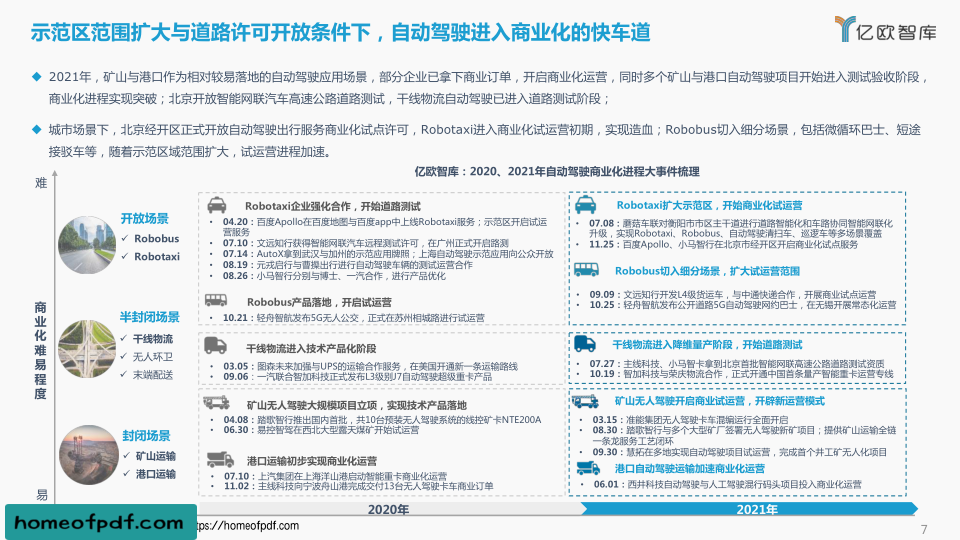 示范区范围扩大与道路许可开放条件下，自动驾驶进入商业化的快车道
亿欧智库
2021年，矿山与港口作为相对较易落地的自动驾驶应用场景，部分企业已拿下商业订单，开启商业化运营，同时多个矿山与港口自动驾驶项目开始进入测试验收阶段，
商业化进程实现突破；北京开放智能网联汽车高速公路道路测试，干线物流自动驾驶已进入道路测试阶段；
城市场景下，北京经开区正式开放自动驾驶出行服务商业化试点许可，Robotaxi进入商业化试运营初期，实现造血；Robobus切入细分场景，包括微循环巴士、短途
接驳车等，随着示范区域范围扩大，试运营进程加速。
亿欧智库：2020、2021年自动驾驶商业化进程大事件梳理
难
商业化难易程度
易
开放场景
✓ Robobus
✓ Robotaxi
半封闭场景
✓ 干线物流
✓ 无人环卫
✓ 末端配送
封闭场景
✓ 矿山运输
✓ 港口运输
Robotaxi企业强化合作，开始道路测试
• 04.20：百度Apollo在百度地图与百度app中上线Robotaxi服务；示范区开启试运
营服务
• 07.10：文远知行获得智能网联汽车远程测试许可，在广州正式开启路测
• 07.14：AutoX拿到武汉与加州的示范应用牌照；上海自动驾驶示范应用向公众开放
• 08.19：元戎启行与曹操出行进行自动驾驶车辆的测试运营合作
• 08.26：小马智行分别与博士、一汽合作，进行产品优化
Robobus产品落地，开启试运营
• 10.21：轻舟智航发布5G无人公交，正式在苏州相城路进行试运营
干线物流进入技术产品化阶段
• 03.05：图森未来加强与UPS的运输合作服务，在美国开通新一条运输路线
• 09.06：一汽联合智加科技正式发布L3级别J7自动驾驶超级重卡产品
矿山无人驾驶大规模项目立项，实现技术产品落地
• 04.08：踏歌智行推出国内首批，共10台预装无人驾驶系统的线控矿卡NTE200A
• 06.30：易控智驾在西北大型露天煤矿开始试运营
港口运输初步实现商业化运营
• 07.10：上汽集团在上海洋山港启动智能重卡商业化运营
• 11.02：主线科技向宁波舟山港完成交付13台无人驾驶卡车商业订单
2020年
Robotaxi扩大示范区，开始商业化试运营
• 07.08：蘑菇车联对衡阳市市区主干道进行道路智能化和车路协同智能网联化
升级，实现Robotaxi、Robobus、自动驾驶清扫车、巡逻车等多场景覆盖
• 11.25：百度Apollo、小马智行在北京市经开区开启商业化试点服务
Robobus切入细分场景，扩大试运营范围
• 09.09：文远知行开发L4级货运车，与中通快递合作，开展商业试点运营
• 10.25：轻舟智航发布公开道路5G自动驾驶网约巴士，在无锡开展常态化运营
干线物流进入降维量产阶段，开始道路测试
• 07.27：主线科技、小马智卡拿到北京首批智能网联高速公路道路测试资质
• 10.19：智加科技与荣庆物流合作，正式开通中国首条量产智能重卡运营专线
矿山无人驾驶开启商业试运营，开辟新运营模式
• 03.15：准能集团无人驾驶卡车混编运行全面开启
• 08.30：踏歌智行与多个大型矿厂签署无人驾驶新矿项目；提供矿山运输全链
一条龙服务工艺闭环
• 09.30：慧拓在多地实现自动驾驶项目试运营，完成首个井工矿无人化项目
港口自动驾驶运输加速商业化运营
• 06.01：西井科技自动驾驶与人工驾驶混行码头项目投入商业化运营
2021年
homeofpdf.com
ttps://homeofpdf.com
7